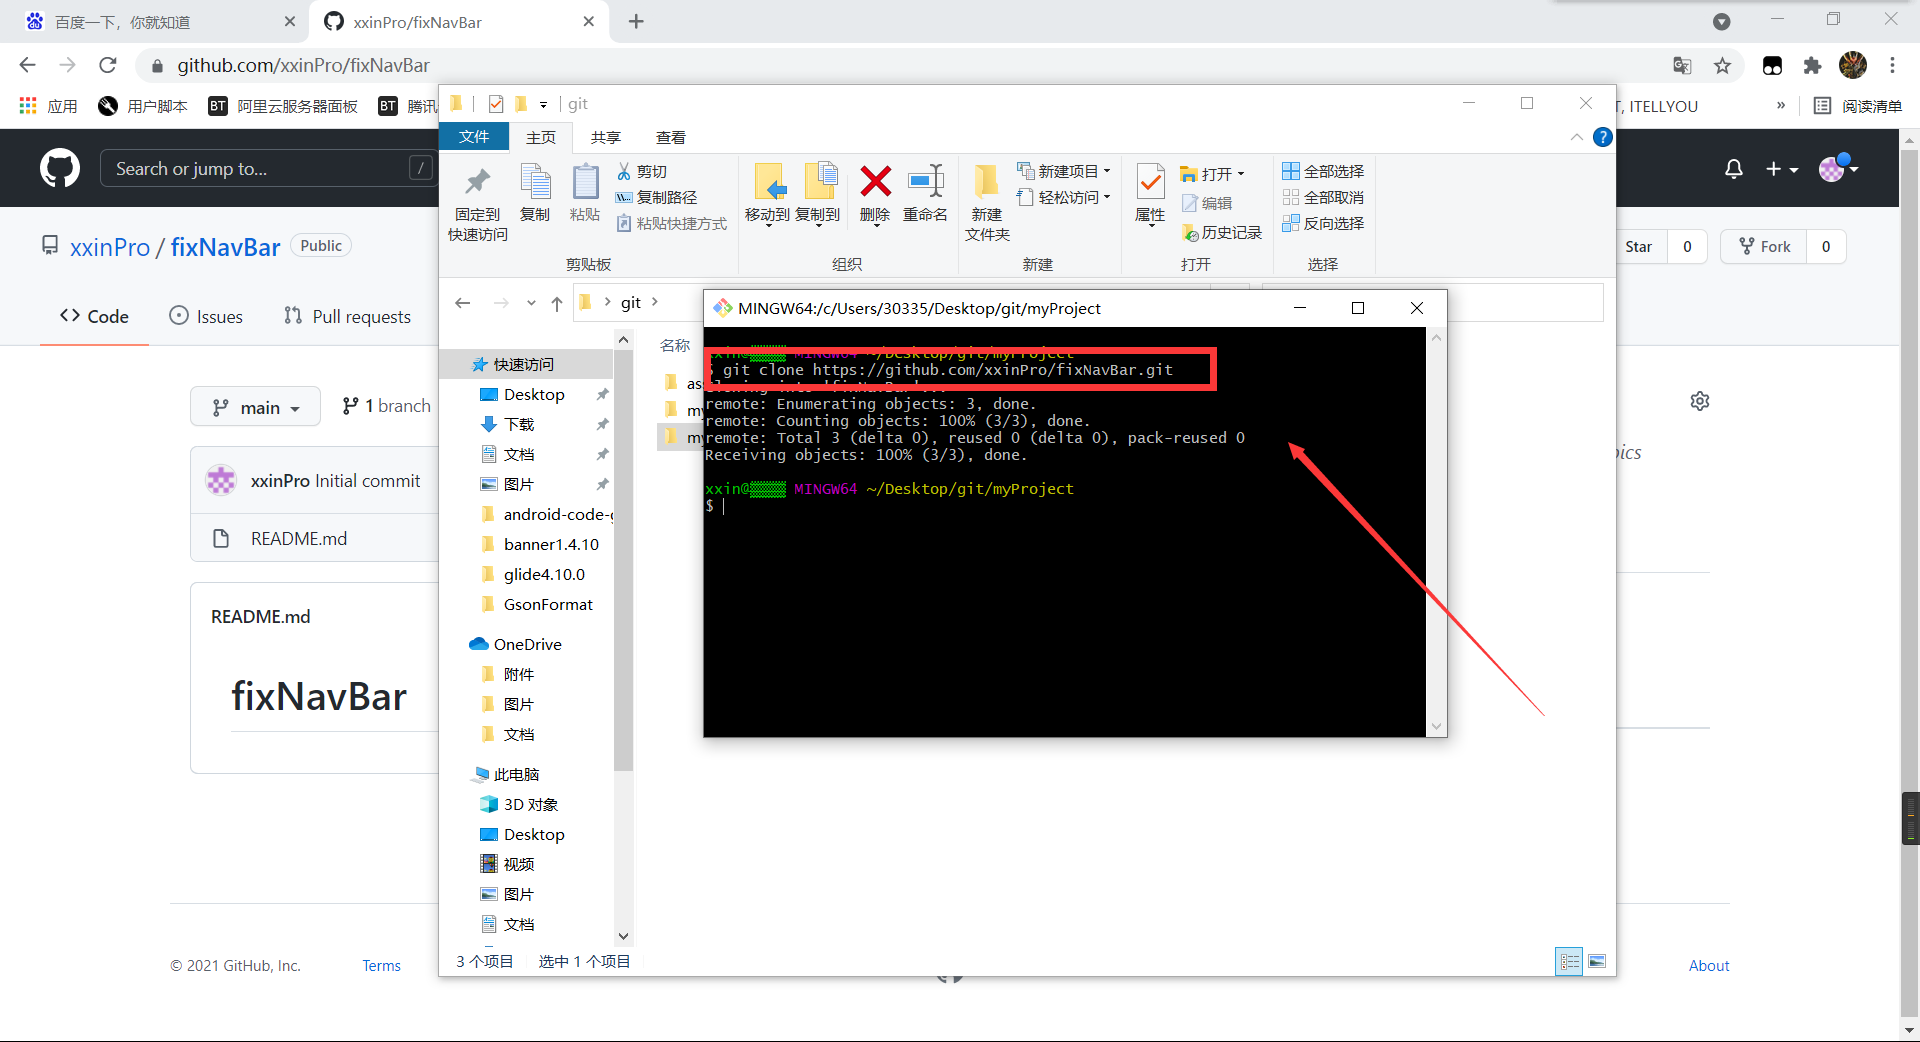 百度一下，你就知道
xxinPro/fixNavBar
github.com/xxinPro/fixNavBar
应用
用户脚本
BT 阿里云服务器面板
BT 腾讯
, ITELLYOU
»
阅读清单
git
文件
主页
共享
查看
固定到
快速访问
复制
粘贴
剪切
复制路径
粘贴快捷方式
剪贴板
移动到
复制到
删除
重命名
组织
新建
文件夹
新建项目
轻松访问
新建
属性
打开
编辑
历史记录
打开
全部选择
全部取消
反向选择
选择
Search or jump to...
/
xxinPro / fixNavBar
Public
Star 0
Fork 0
Code
Issues
Pull requests
main
1 branch
xxinPro Initial commit
README.md
README.md
fixNavBar
© 2021 GitHub, Inc.
Terms
About
git
名称
as
my
my
快速访问
Desktop
下载
文档
图片
android-code-
banner1.4.10
glide4.10.0
GsonFormat
OneDrive
附件
图片
文档
此电脑
3D 对象
Desktop
视频
图片
文档
3 个项目
选中 1 个项目
MINGW64:/c/Users/30335/Desktop/git/myProject
MINGW64 ~/Desktop/git/myProject
$ git clone https://github.com/xxinPro/fixNavBar.git
Cloning into 'fixNavBar'...
remote: Enumerating objects: 3, done.
remote: Counting objects: 100% (3/3), done.
remote: Total 3 (delta 0), reused 0 (delta 0), pack-reused 0
Receiving objects: 100% (3/3), done.
xxin@▒▒▒▒ MINGW64 ~/Desktop/git/myProject
$